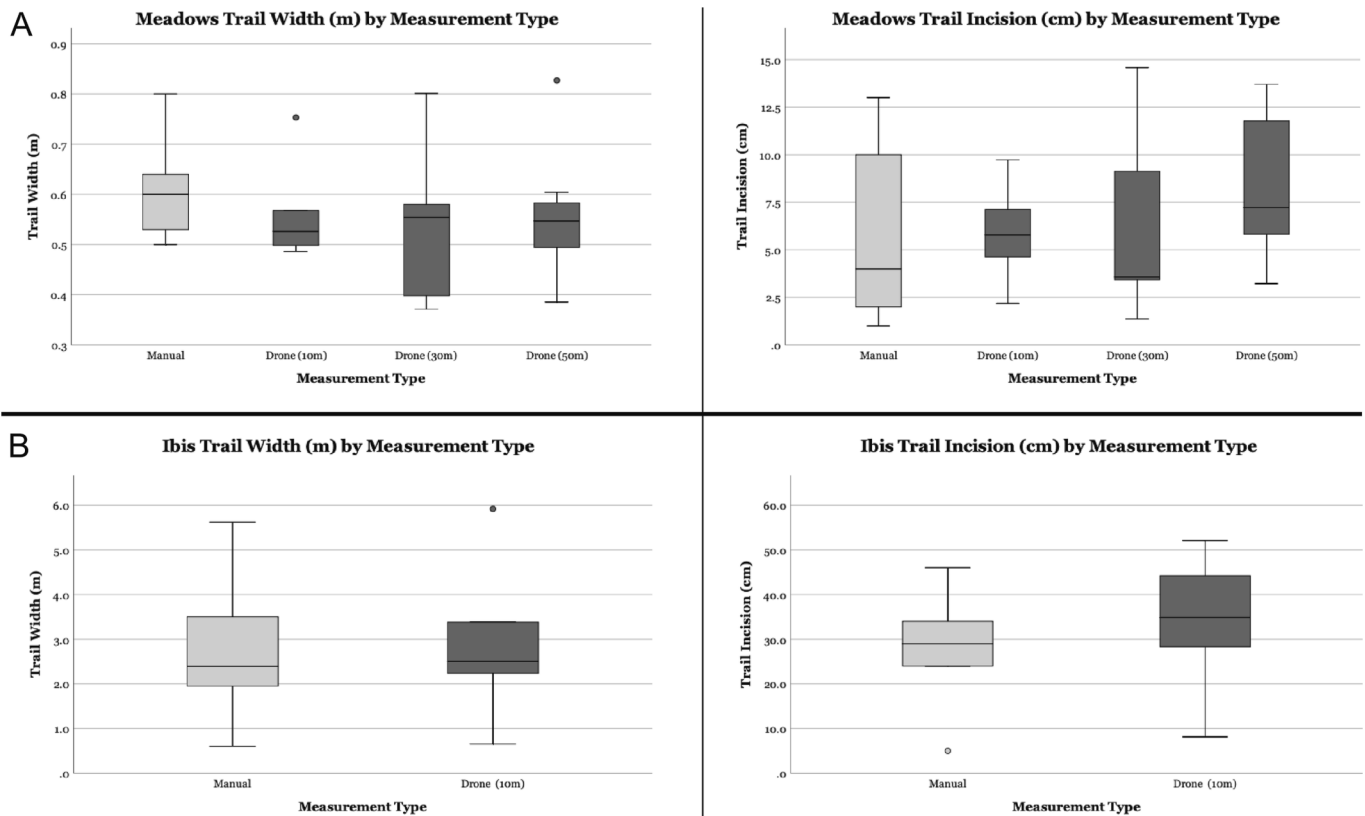 A
Meadows Trail Width (m) by Measurement Type
0.9
0.8
0.7
0.6
0.5
0.4
0.3
Trail Width (m)
Manual
Drone (10m)
Drone (30m)
Drone (50m)
Measurement Type
Meadows Trail Incision (cm) by Measurement Type
15.0
12.5
10.0
7.5
5.0
2.5
.0
Trail Incision (cm)
Manual
Drone (10m)
Drone (30m)
Drone (50m)
Measurement Type
B
Ibis Trail Width (m) by Measurement Type
6.0
5.0
4.0
3.0
2.0
1.0
.0
Trail Width (m)
Manual
Drone (10m)
Measurement Type
Ibis Trail Incision (cm) by Measurement Type
60.0
50.0
40.0
30.0
20.0
10.0
.0
Trail Incision (cm)
Manual
Drone (10m)
Measurement Type